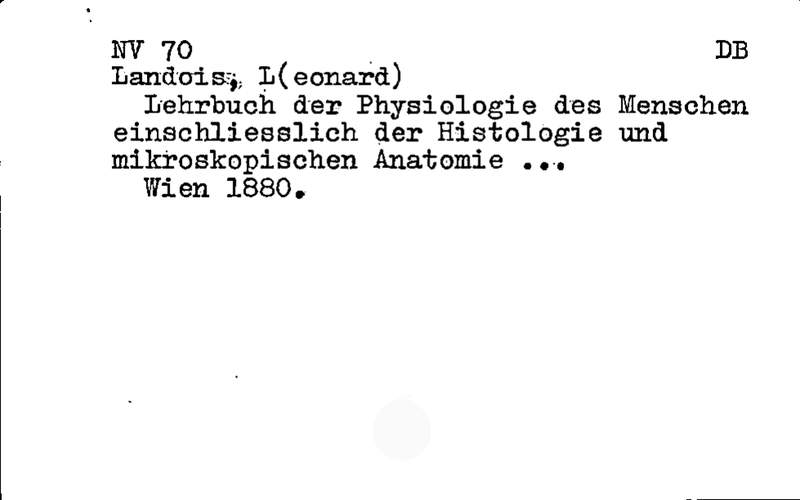 NV 70 DB
Landois, L(eonard)
Lehrbuch der Physiologie des Menschen
einschliesslich der Histologie und
mikroskopischen Anatomie ...
Wien 1880.